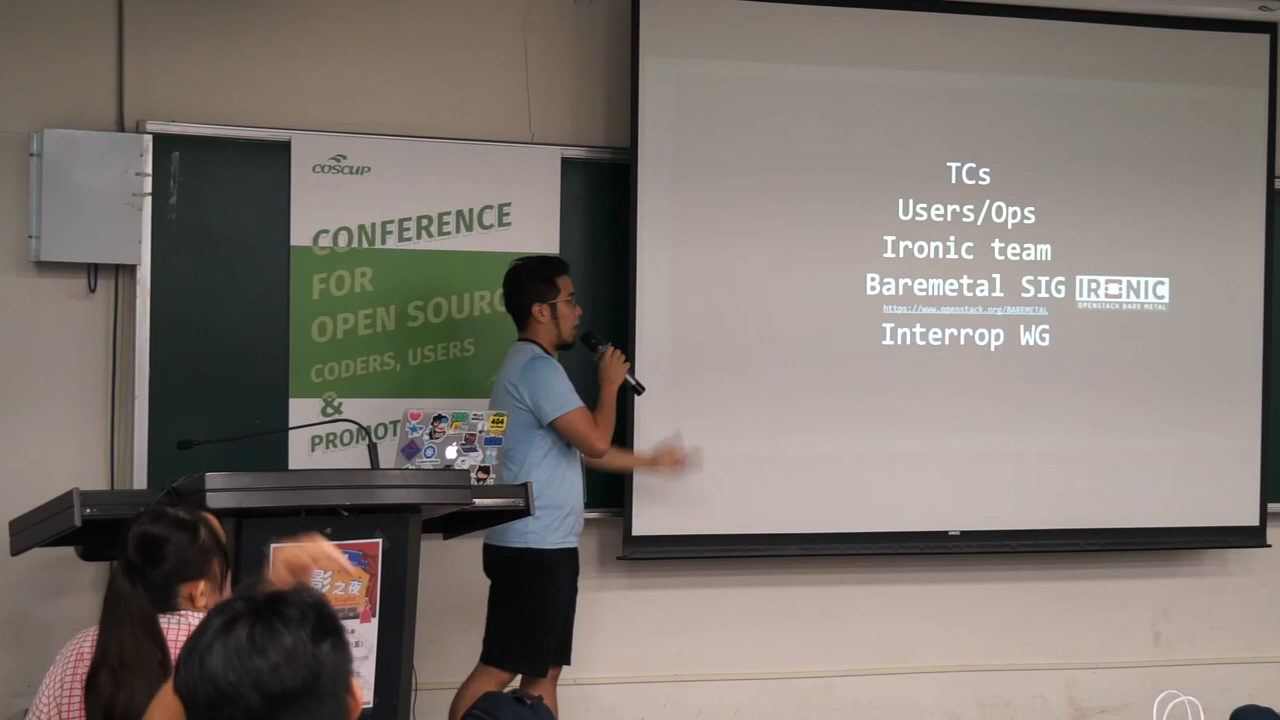 COSCUP
CONFERENCE
FOR
OPEN SOURC
CODERS, USERS
&
PROMOT
TCs
Users/Ops
Ironic team
Baremetal SIG
IRONIC
OPENSTACK BARE METAL
https://www.openstack.org/BAREMETAL
Interrop WG
404
影之夜